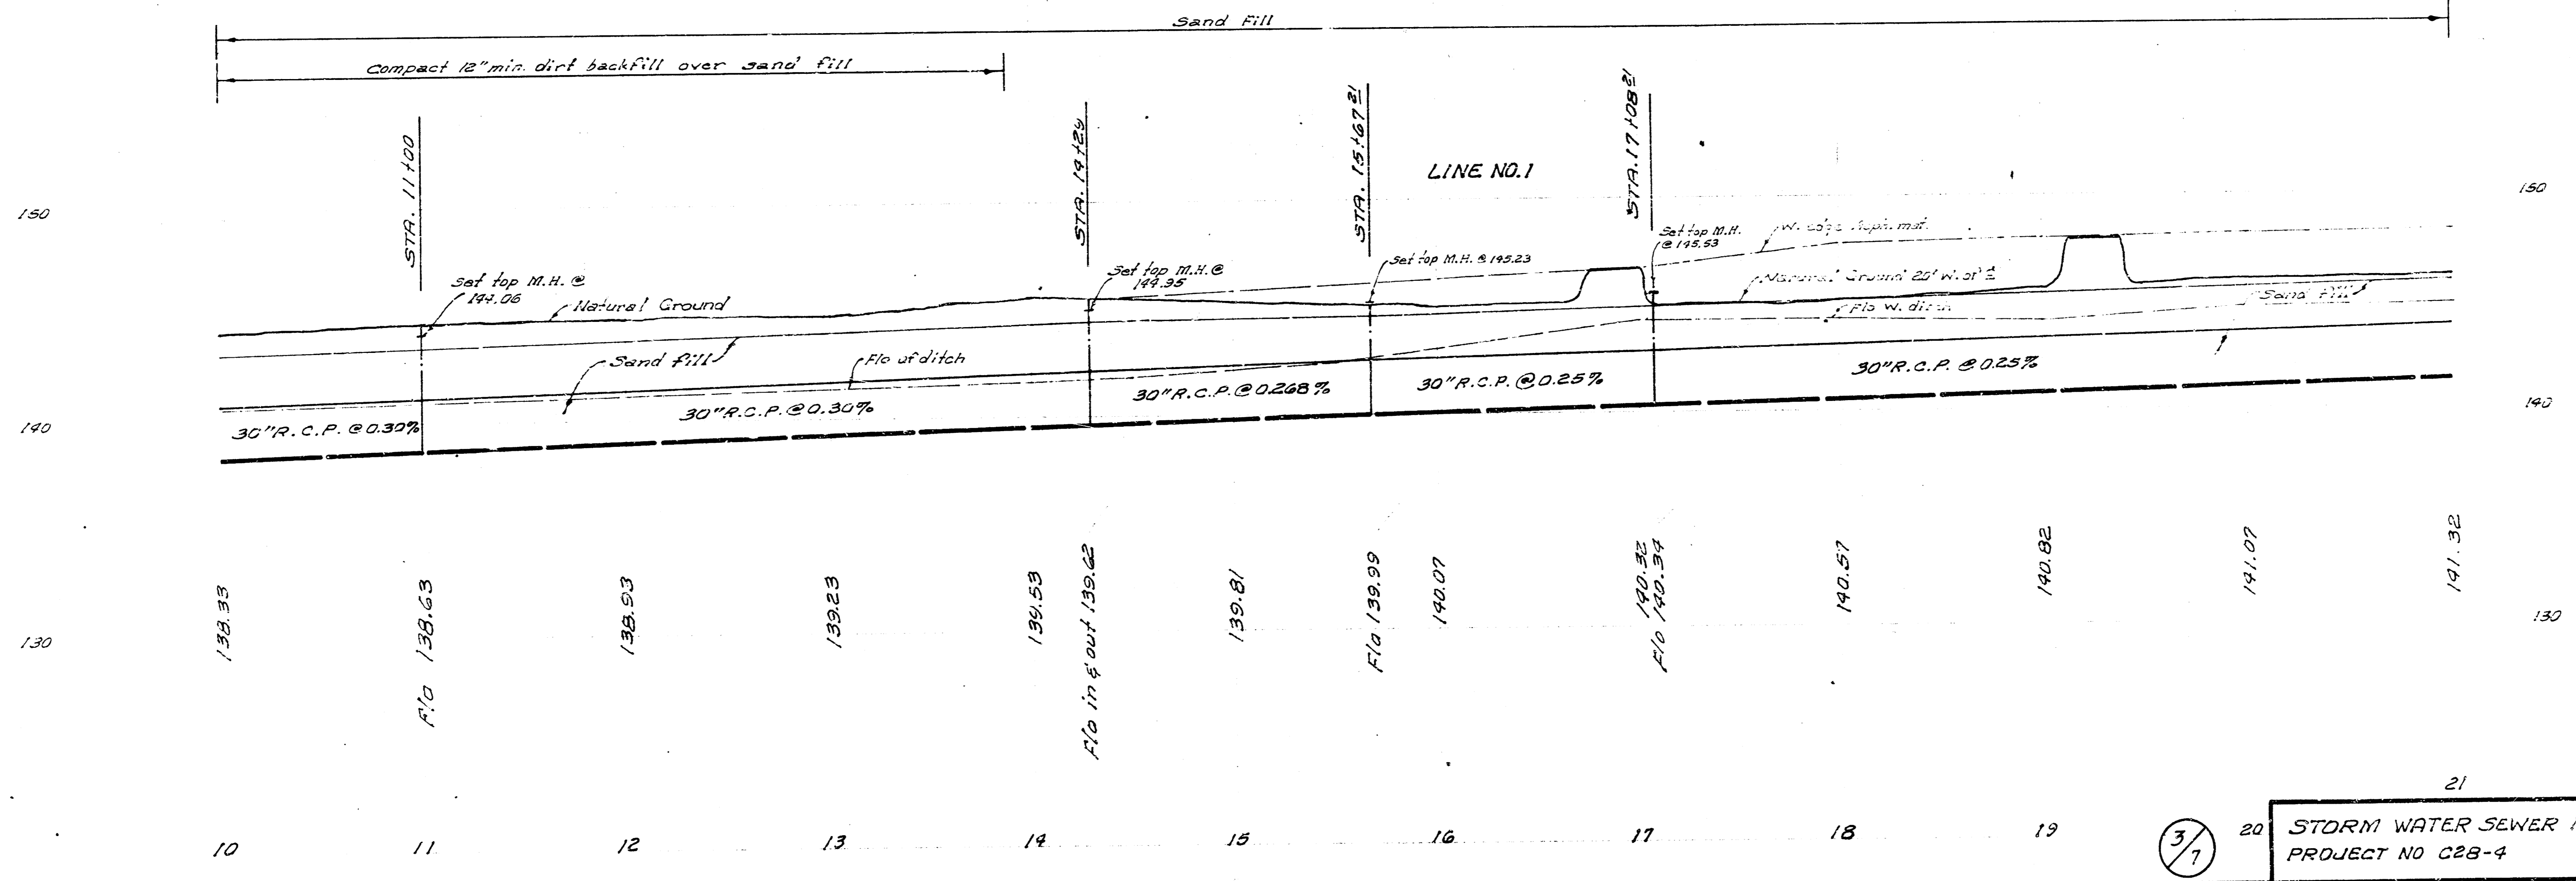 Sand Fill
Compact 12" min. dirt backfill over sand fill
STA. 11+00
STA. 14+29
STA. 15+67 21
STA. 17+08 21
LINE NO.1
150
150
Set top M.H. @
144.06
Natural Ground
Set top M.H. @
144.95
Set top M.H. @ 145.23
Set top M.H.
@ 145.53
W. edge Asph. mat.
Natural Ground 20' W. of ℄
Sand fill
Flo W. ditch
Sand fill
Flo of ditch
30" R.C.P. @ 0.30%
30" R.C.P. @ 0.30%
30" R.C.P. @ 0.268%
30" R.C.P. @ 0.25%
30" R.C.P. @ 0.25%
140
140
130
130
138.33
Flo 138.63
138.93
139.23
139.53
Flo in & out 139.62
139.81
Flo 139.99
140.07
140.32
Flo 140.34
140.57
140.82
141.07
141.32
10
11
12
13
14
15
16
17
18
19
20
21
3/7
STORM WATER SEWER
PROJECT NO C28-4